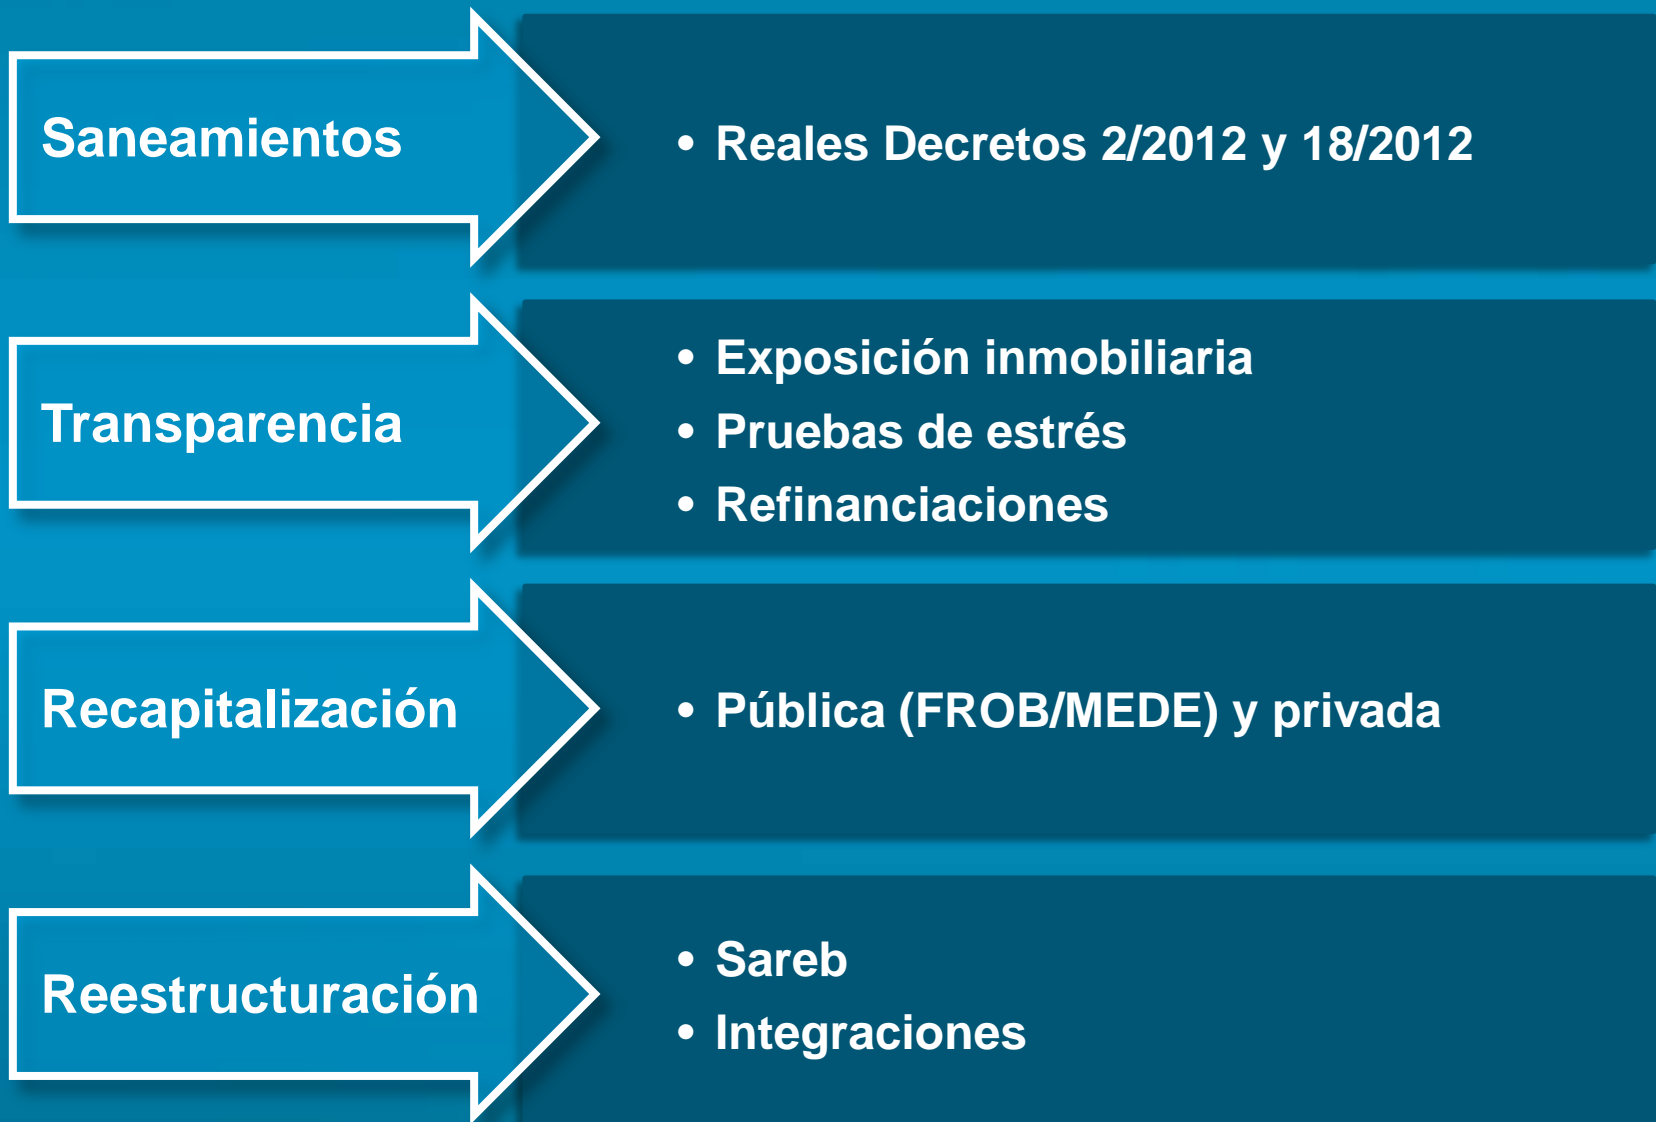 Saneamientos
• Reales Decretos 2/2012 y 18/2012
Transparencia
• Exposición inmobiliaria
• Pruebas de estrés
• Refinanciaciones
Recapitalización
• Pública (FROB/MEDE) y privada
Reestructuración
• Sareb
• Integraciones